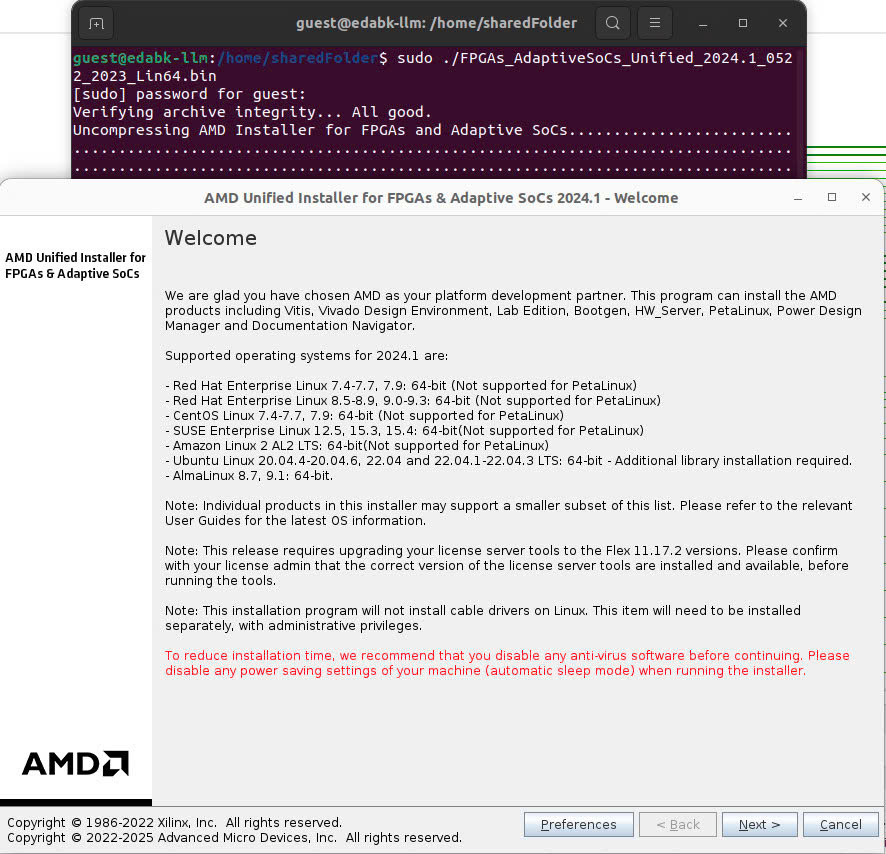 guest@edabk-llm: /home/sharedFolder
guest@edabk-llm:/home/sharedFolder$ sudo ./FPGAs_AdaptiveSoCs_Unified_2024.1_052
2_2023_Lin64.bin
[sudo] password for guest:
Verifying archive integrity... All good.
Uncompressing AMD Installer for FPGAs and Adaptive SoCs.........................
................................................................................
................................................................................
AMD Unified Installer for FPGAs & Adaptive SoCs 2024.1 - Welcome
AMD Unified Installer for
FPGAs & Adaptive SoCs
Welcome
We are glad you have chosen AMD as your platform development partner. This program can install the AMD
products including Vitis, Vivado Design Environment, Lab Edition, Bootgen, HW_Server, PetaLinux, Power Design
Manager and Documentation Navigator.
Supported operating systems for 2024.1 are:
- Red Hat Enterprise Linux 7.4-7.7, 7.9: 64-bit (Not supported for PetaLinux)
- Red Hat Enterprise Linux 8.5-8.9, 9.0-9.3: 64-bit (Not supported for PetaLinux)
- CentOS Linux 7.4-7.7, 7.9: 64-bit (Not supported for PetaLinux)
- SUSE Enterprise Linux 12.5, 15.3, 15.4: 64-bit(Not supported for PetaLinux)
- Amazon Linux 2 AL2 LTS: 64-bit(Not supported for PetaLinux)
- Ubuntu Linux 20.04.4-20.04.6, 22.04 and 22.04.1-22.04.3 LTS: 64-bit - Additional library installation required.
- AlmaLinux 8.7, 9.1: 64-bit.
Note: Individual products in this installer may support a smaller subset of this list. Please refer to the relevant
User Guides for the latest OS information.
Note: This release requires upgrading your license server tools to the Flex 11.17.2 versions. Please confirm
with your license admin that the correct version of the license server tools are installed and available, before
running the tools.
Note: This installation program will not install cable drivers on Linux. This item will need to be installed
separately, with administrative privileges.
To reduce installation time, we recommend that you disable any anti-virus software before continuing. Please
disable any power saving settings of your machine (automatic sleep mode) when running the installer.
AMD
Copyright © 1986-2022 Xilinx, Inc.  All rights reserved.
Copyright © 2022-2025 Advanced Micro Devices, Inc.  All rights reserved.
Preferences
< Back
Next >
Cancel